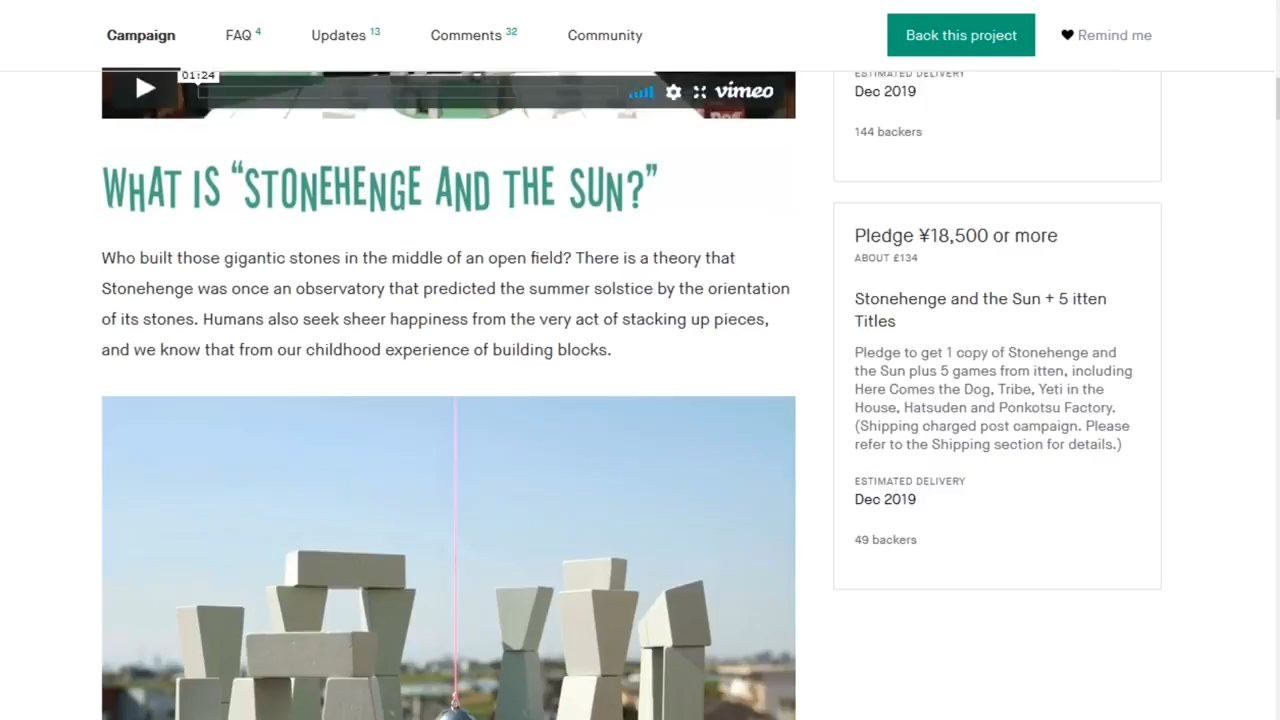 Campaign
FAQ 4
Updates 13
Comments 32
Community
Back this project
Remind me
01:24
vimeo
WHAT IS “STONEHENGE AND THE SUN?”
Who built those gigantic stones in the middle of an open field? There is a theory that
Stonehenge was once an observatory that predicted the summer solstice by the orientation
of its stones. Humans also seek sheer happiness from the very act of stacking up pieces,
and we know that from our childhood experience of building blocks.
ESTIMATED DELIVERY
Dec 2019
144 backers
Pledge ¥18,500 or more
ABOUT £134
Stonehenge and the Sun + 5 itten
Titles
Pledge to get 1 copy of Stonehenge and
the Sun plus 5 games from itten, including
Here Comes the Dog, Tribe, Yeti in the
House, Hatsuden and Ponkotsu Factory.
(Shipping charged post campaign. Please
refer to the Shipping section for details.)
ESTIMATED DELIVERY
Dec 2019
49 backers